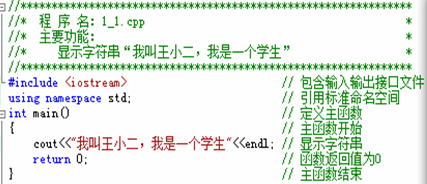 //*******************************************************
//* 程 序 名：1_1.cpp *
//* 主要功能： *
//* 显示字符串“我叫王小二，我是一个学生” *
//*******************************************************
#include <iostream> // 包含输入输出接口文件
using namespace std; // 引用标准命名空间
int main() // 定义主函数
{ // 主函数开始
cout<<"我叫王小二，我是一个学生"<<endl; // 显示字符串
return 0; // 函数返回值为0
} // 主函数结束